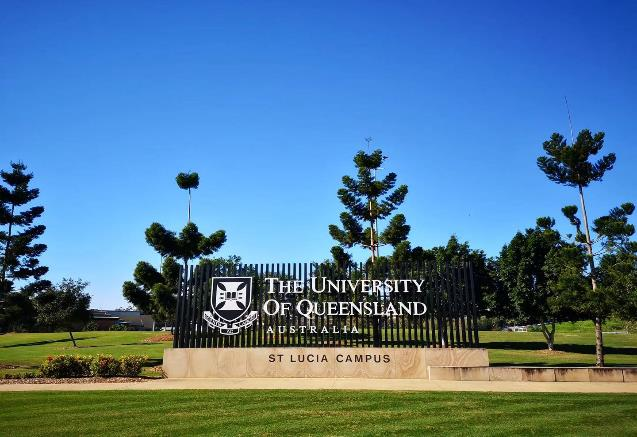 The University
Of Queensland
Australia
St Lucia Campus